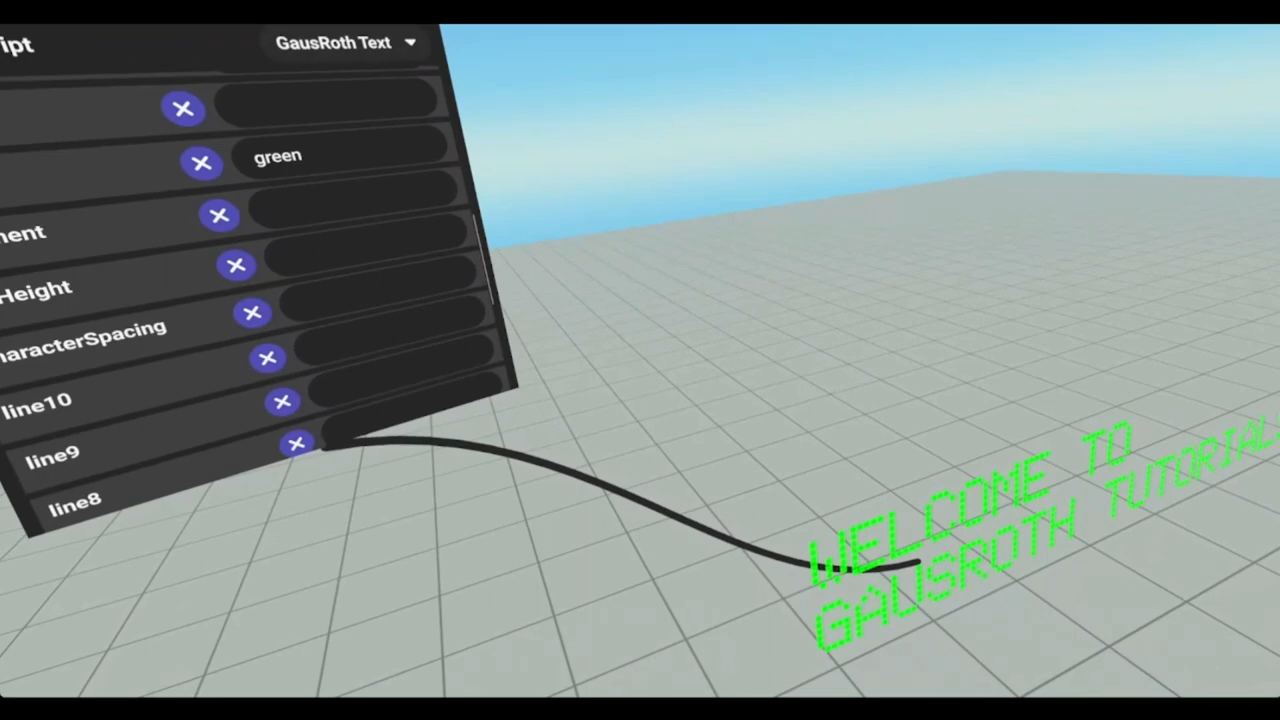 ipt
GausRoth Text
green
nent
Height
haracterSpacing
line10
line9
line8
WELCOME TO
GAUSROTH TUTORIAL